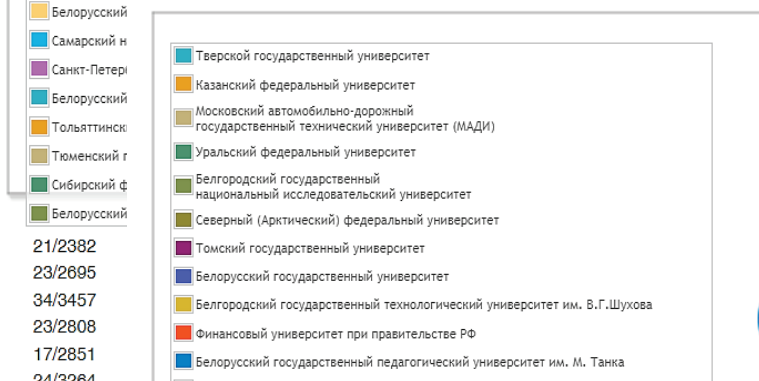 Белорусский
Самарский
Белорусский
Тюменский
Сибирский
Белорусский
21/2382
23/2695
34/3457
23/2808
17/2851
24/3264
Тверской государственный университет
Казанский федеральный университет
Московский автомобильно-дорожный
государственный технический университет (МАДИ)
Уральский федеральный университет
Белгородский государственный
национальный исследовательский университет
Северный (Арктический) федеральный университет
Томский государственный университет
Белорусский государственный университет
Белгородский государственный технологический университет им. В.Г.Шухова
Финансовый университет при правительстве РФ
Белорусский государственный педагогический университет им. М. Танка